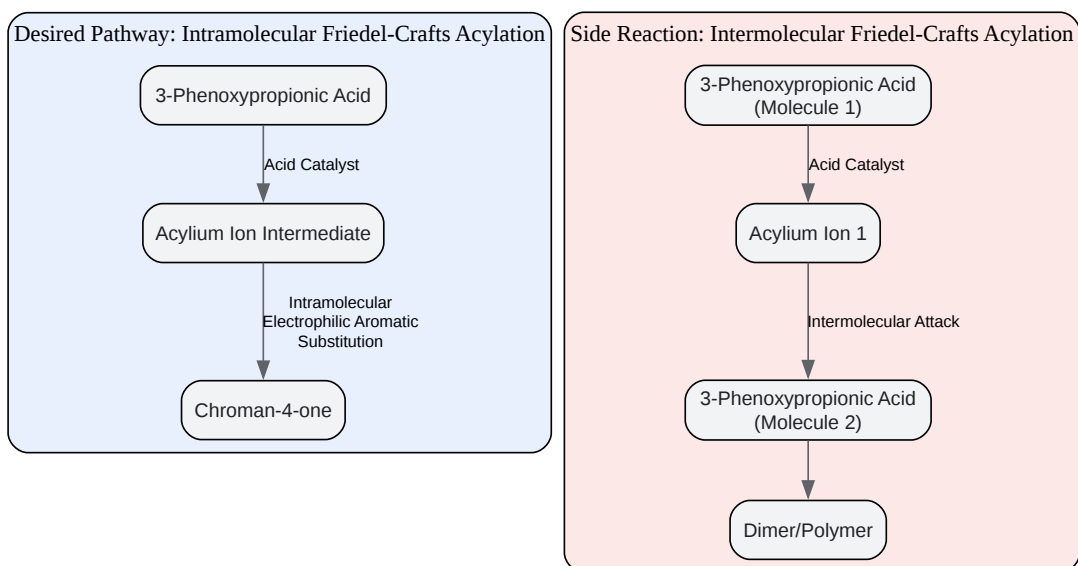 Desired Pathway: Intramolecular Friedel-Crafts Acylation
3-Phenoxypropionic Acid
Acid Catalyst
Acylium Ion Intermediate
Intramolecular
Electrophilic Aromatic
Substitution
Chroman-4-one
Side Reaction: Intermolecular Friedel-Crafts Acylation
3-Phenoxypropionic Acid
(Molecule 1)
Acid Catalyst
Acylium Ion 1
Intermolecular Attack
3-Phenoxypropionic Acid
(Molecule 2)
Dimer/Polymer